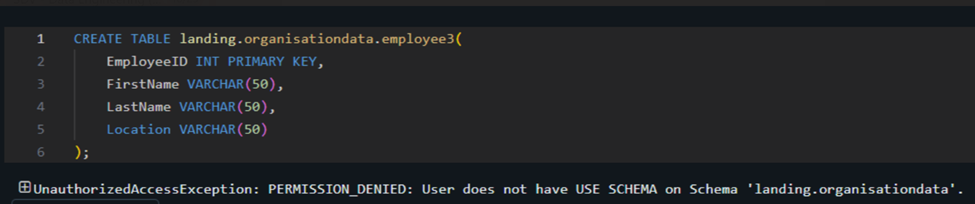 1 CREATE TABLE landing.organisationdata.employee3(
2 EmployeeID INT PRIMARY KEY,
3 FirstName VARCHAR(50),
4 LastName VARCHAR(50),
5 Location VARCHAR(50)
6 );
UnauthorizedAccessException: PERMISSION_DENIED: User does not have USE SCHEMA on Schema 'landing.organisationdata'.